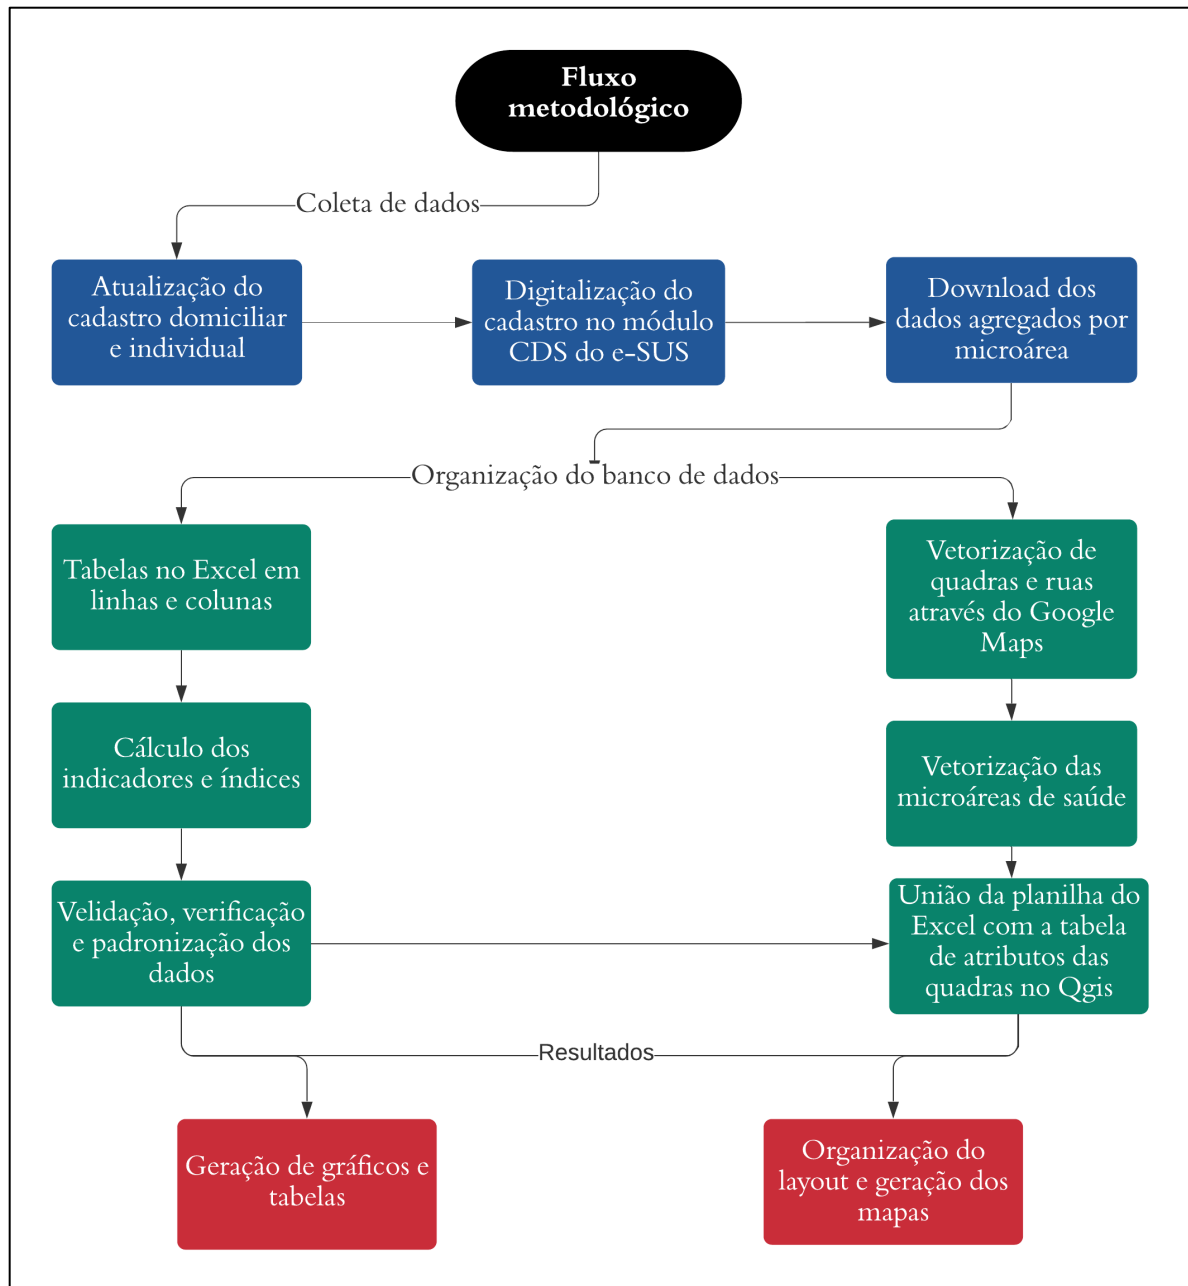 Fluxo
metodológico
Coleta de dados
Atualização do
cadastro domiciliar
e individual
Digitalização do
cadastro no módulo
CDS do e-SUS
Download dos
dados agregados por
microárea
Organização do banco de dados
Tabelas no Excel em
linhas e colunas
Vetorização de
quadras e ruas
através do Google
Maps
Cálculo dos
indicadores e índices
Vetorização das
microáreas de saúde
Velidação, verificação
e padronização dos
dados
União da planilha do
Excel com a tabela
de atributos das
quadras no Qgis
Resultados
Geração de gráficos e
tabelas
Organização do
layout e geração dos
mapas